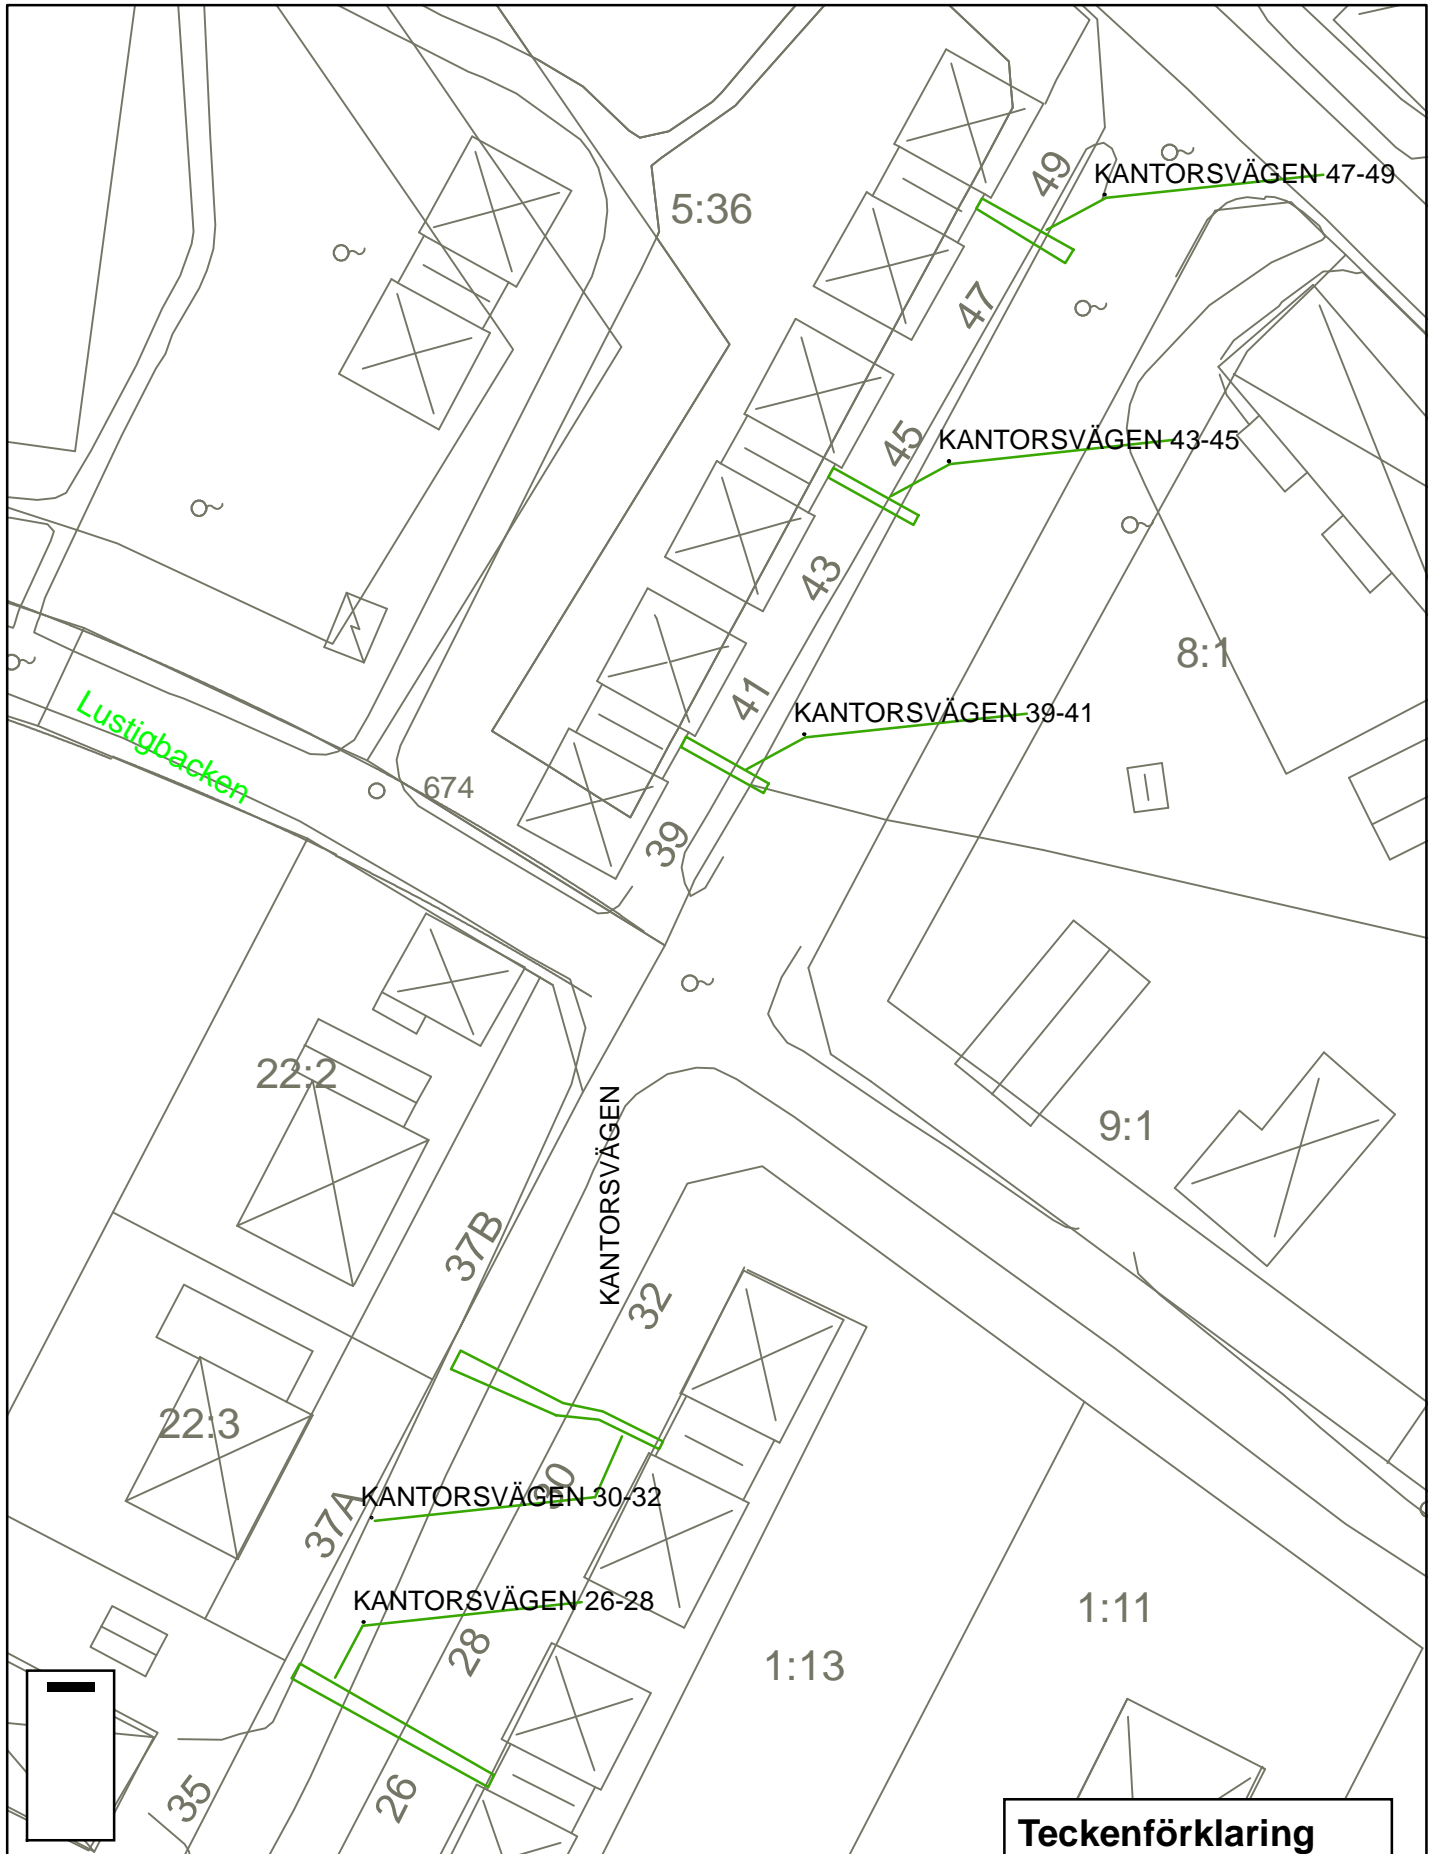 49
KANTORSVÄGEN 47-49
5:36
47
45
KANTORSVÄGEN 43-45
43
8:1
41
Lustigbacken
KANTORSVÄGEN 39-41
674
39
22:2
9:1
KANTORSVÄGEN
37B
32
22:3
30
KANTORSVÄGEN 30-32
37A
KANTORSVÄGEN 26-28
1:11
28
1:13
35
26
Teckenförklaring